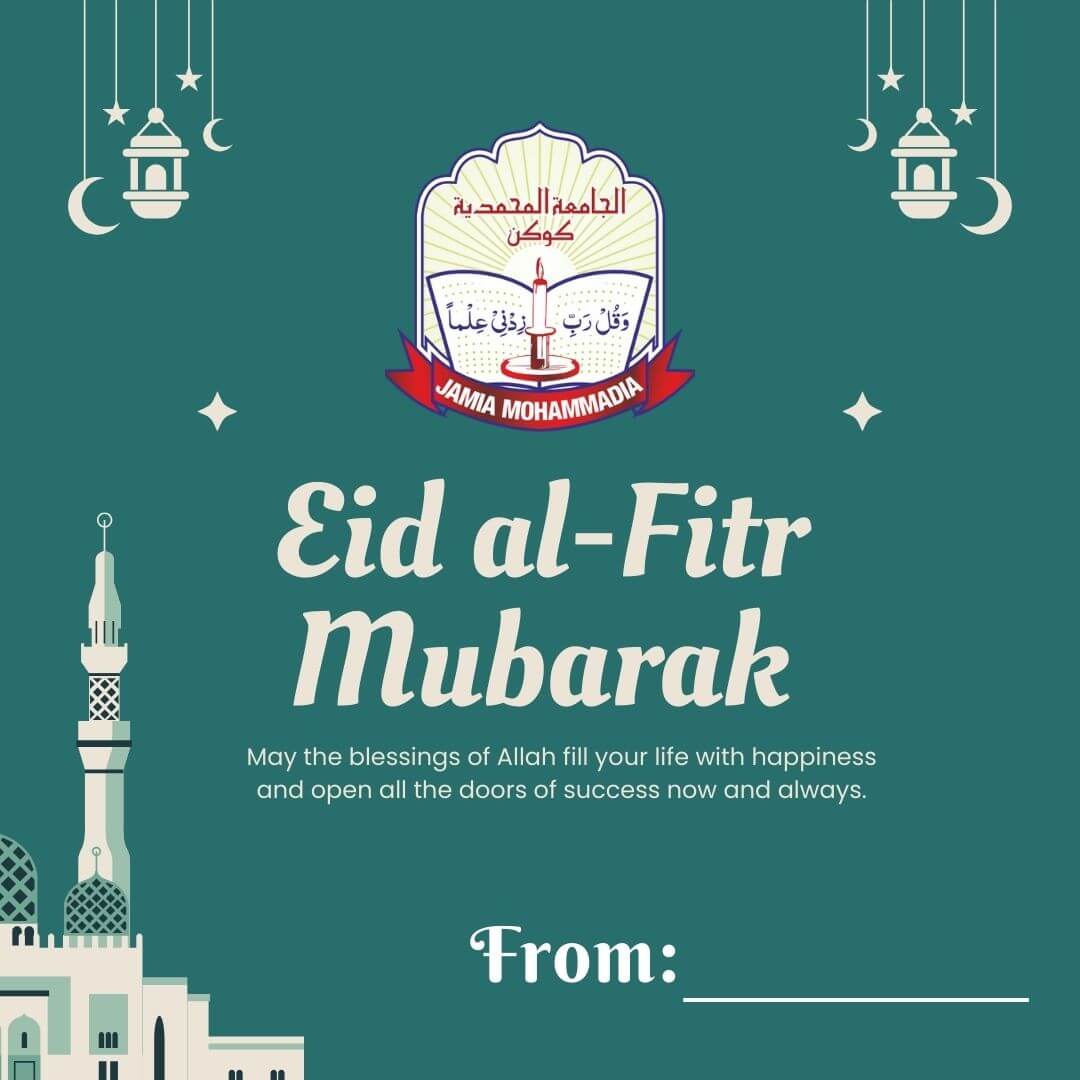 الجامعة المحمدية
كوكن
وَقُلْ رَبِّ زِدْنِيْ عِلْماً
JAMIA MOHAMMADIA
Eid al-Fitr
Mubarak
May the blessings of Allah fill your life with happiness
and open all the doors of success now and always.
From: